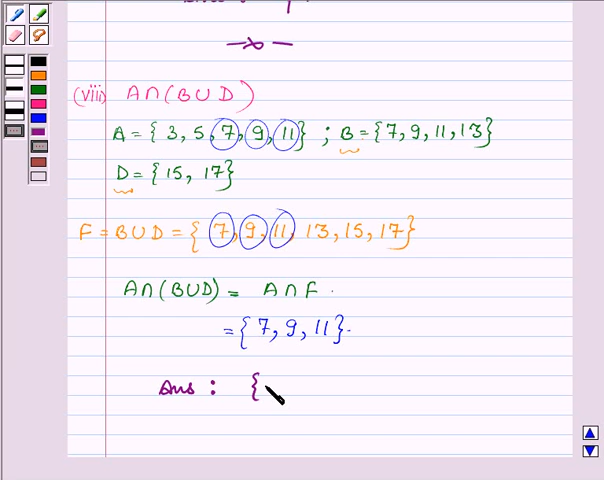 (viii) A∩(B∪D)
A = { 3, 5, 7, 9, 11} ; B = {7, 9, 11, 13}
D = {15, 17}
F = B∪D = { 7, 9, 11, 13, 15, 17}
A∩(B∪D) = A∩F.
= {7, 9, 11}.
Ans : {